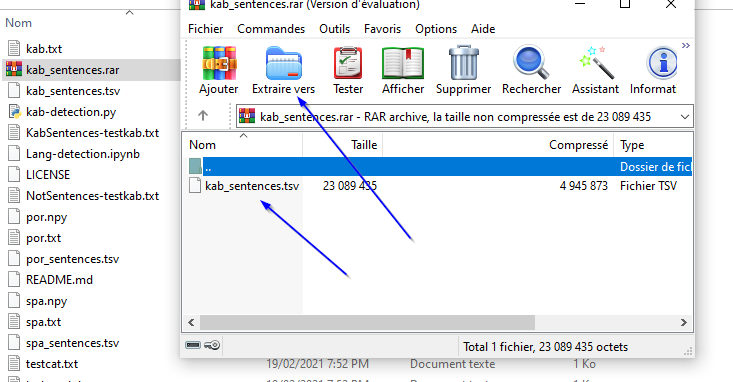 Nom
kab.txt
kab_sentences.rar
kab_sentences.tsv
kab-detection.py
KabSentences-testkab.txt
Lang-detection.ipynb
LICENSE
NotSentences-testkab.txt
por.npy
por.txt
por_sentences.tsv
README.md
spa.npy
spa.txt
spa_sentences.tsv
testcat.txt 19/02/2021 7:52 PM Document texte 1 Ko
kab_sentences.rar (Version d'évaluation)
Fichier Commandes Outils Favoris Options Aide
Ajouter Extraire vers Tester Afficher Supprimer Rechercher Assistant Informat
kab_sentences.rar - RAR archive, la taille non compressée est de 23 089 435
Nom Taille Compressé Type
.. Dossier de fic
kab_sentences.tsv 23 089 435 4 945 873 Fichier TSV
Total 1 fichier, 23 089 435 octets